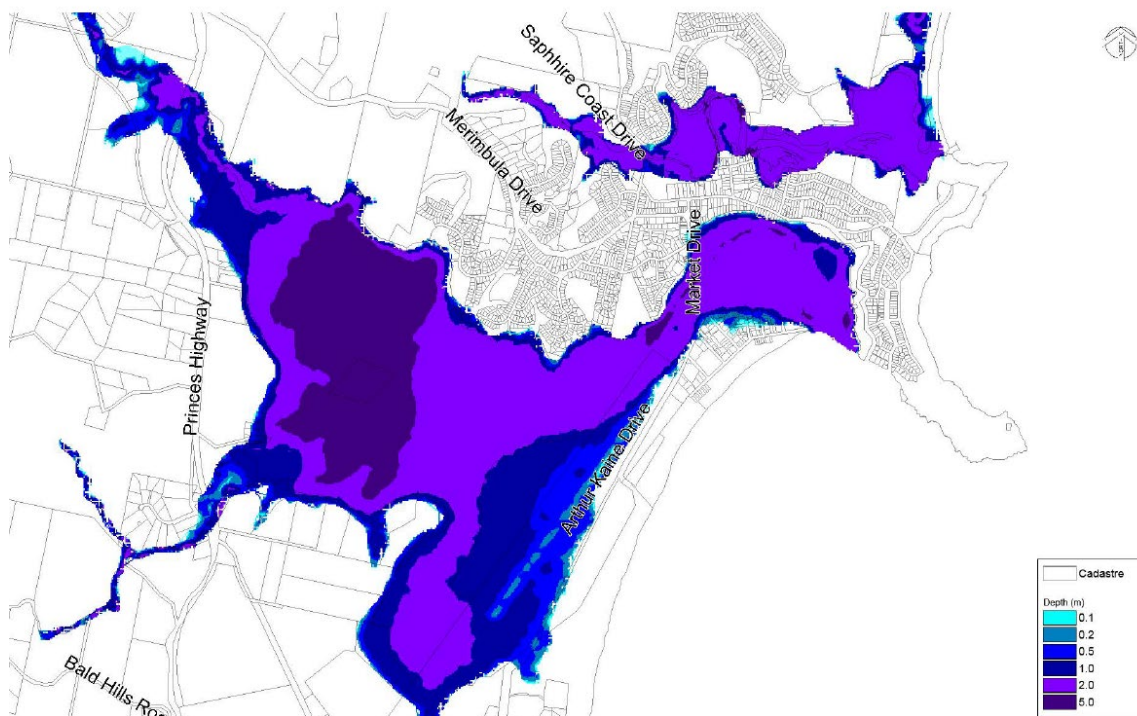 Saphhire Coast Drive
Merimbula Drive
Market Drive
Princes Highway
Arthur Kaine Drive
Cadastre
Depth (m)
0.1
0.2
0.5
1.0
2.0
5.0
Bald Hills Roa